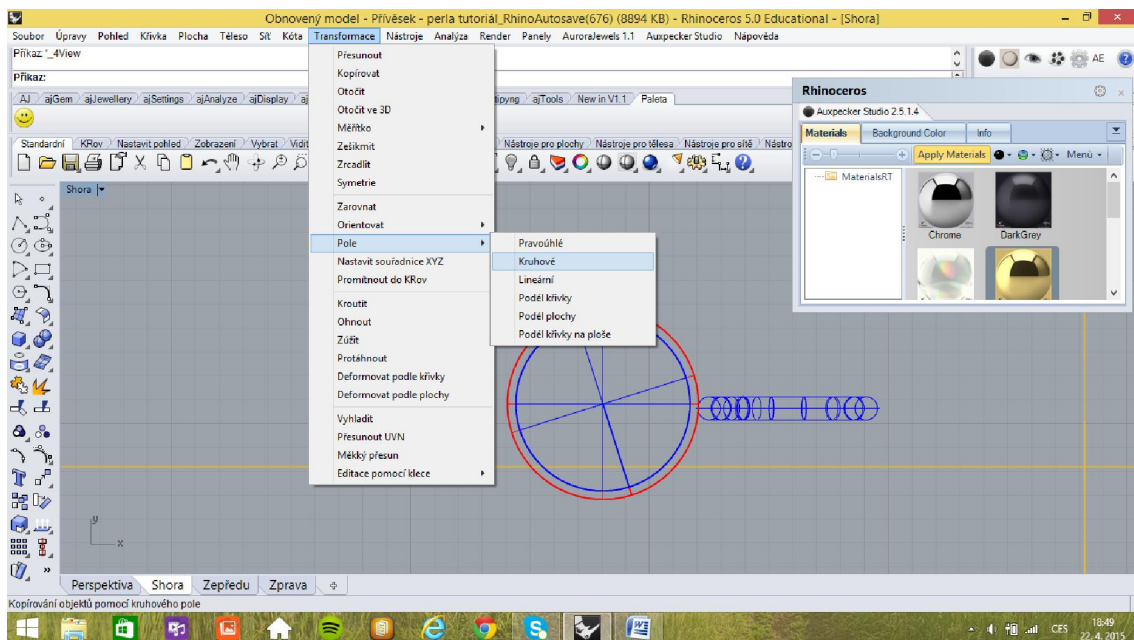 Obnovený model - Přívěsek - perla tutoriál_RhinoAutosave(676) (8894 KB) - Rhinoceros 5.0 Educational - [Shora]
Soubor Úpravy Pohled Křivka Plocha Těleso Síť Kóta Transformace Nástroje Analýza Render Panely AuroraJewels 1.1 Auxpecker Studio Nápověda
Příkaz: '_4View
Příkaz:
AE
AJ ajGem ajJewellery ajSettings ajAnalyze ajDisplay aj
tipyng ajTools New in V1.1 Paleta
Standardní KRov Nastavit pohled Zobrazení Vybrat Vidit
Nástroje pro plochy Nástroje pro tělesa Nástroje pro sítě Nástro
Shora
Přesunout
Kopírovat
Otočit
Otočit ve 3D
Měřítko
Zešikmit
Zrcadlit
Symetrie
Zarovnat
Orientovat
Pole
Nastavit souřadnice XYZ
Promítnout do KRov
Kroutit
Ohnout
Zúžit
Protáhnout
Deformovat podle křivky
Deformovat podle plochy
Vyhladit
Přesunout UVN
Měkký přesun
Editace pomocí klece
Pravoúhlé
Kruhové
Lineární
Podél křivky
Podél plochy
Podél křivky na ploše
Rhinoceros
Auxpecker Studio 2.5.1.4
Materials Background Color Info
Apply Materials Menù
MaterialsRT
Chrome DarkGrey
y
x
Perspektiva Shora Zepředu Zprava
Kopírování objektů pomocí kruhového pole
CES
18:49
22.4.2015